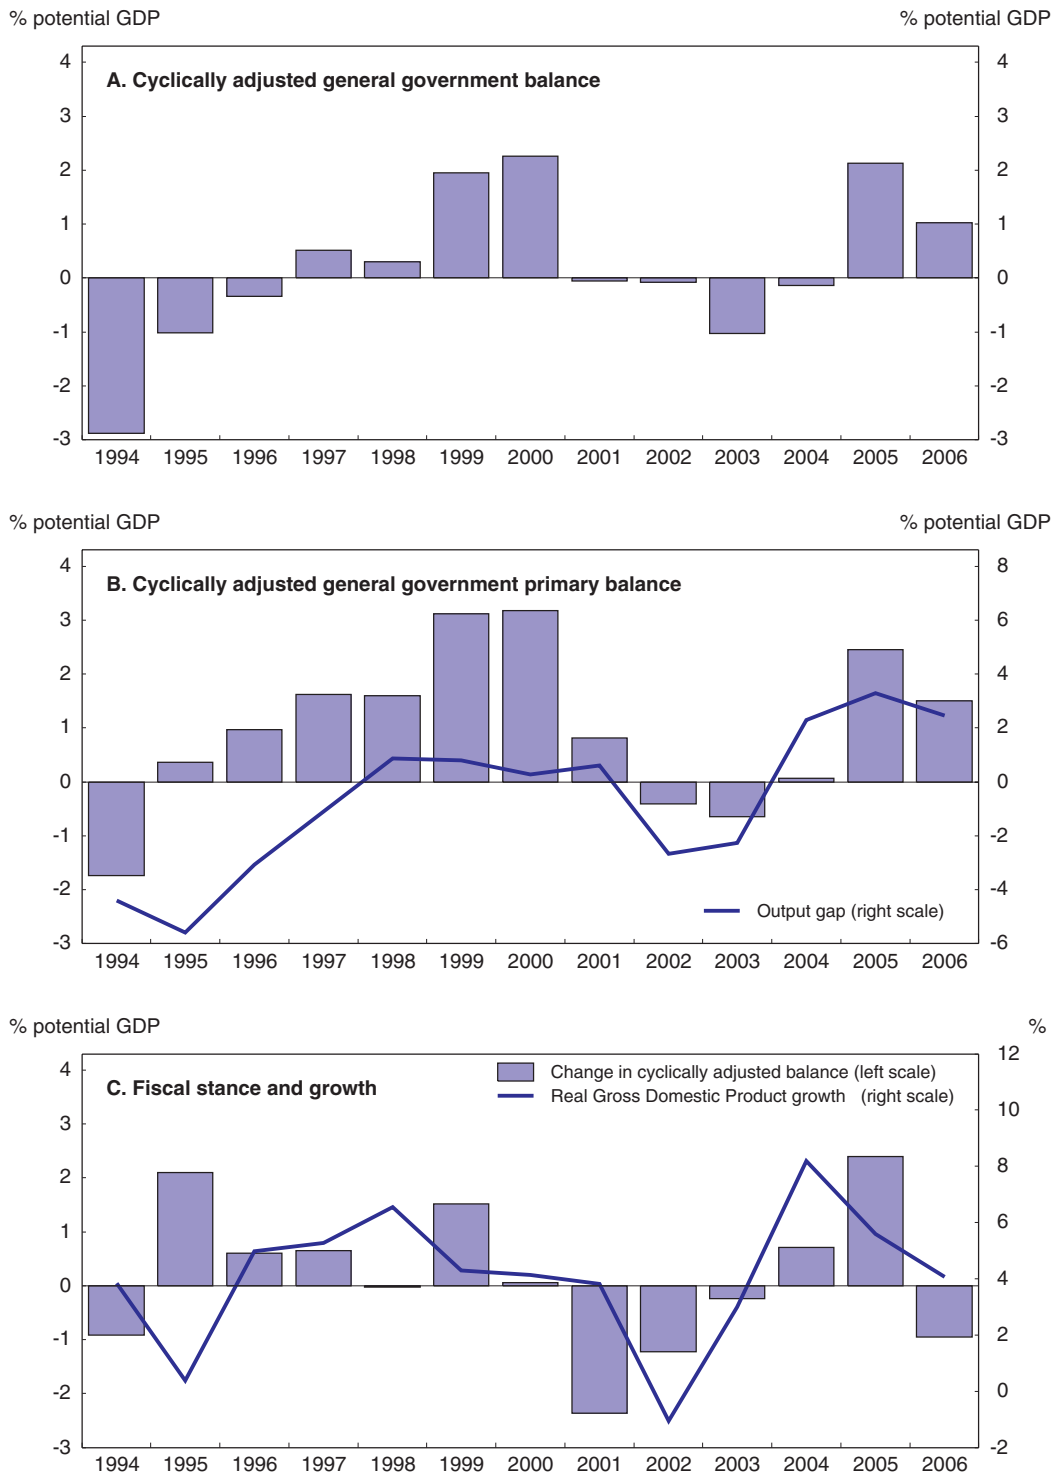 % potential GDP % potential GDP
A. Cyclically adjusted general government balance
4 4
3 3
2 2
1 1
0 0
-1 -1
-2 -2
-3 -3
1994 1995 1996 1997 1998 1999 2000 2001 2002 2003 2004 2005 2006
% potential GDP % potential GDP
B. Cyclically adjusted general government primary balance
4 8
3 6
2 4
1 2
0 0
-1 -2
-2 -4
-3 -6
Output gap (right scale)
1994 1995 1996 1997 1998 1999 2000 2001 2002 2003 2004 2005 2006
% potential GDP %
C. Fiscal stance and growth
Change in cyclically adjusted balance (left scale)
Real Gross Domestic Product growth (right scale)
4
3
2
1
0
-1
-2
-3
12
10
8
6
4
2
0
-2
1994 1995 1996 1997 1998 1999 2000 2001 2002 2003 2004 2005 2006